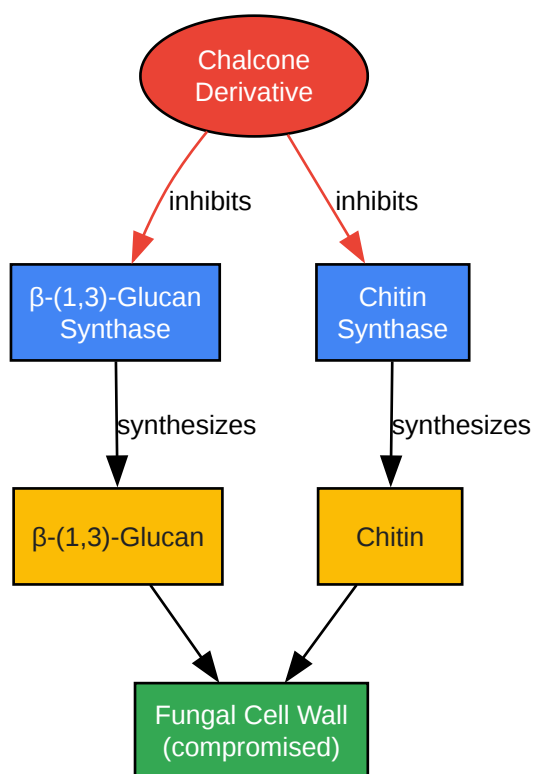 Chalcone
Derivative
inhibits
inhibits
β-(1,3)-Glucan
Synthase
Chitin
Synthase
synthesizes
synthesizes
β-(1,3)-Glucan
Chitin
Fungal Cell Wall
(compromised)